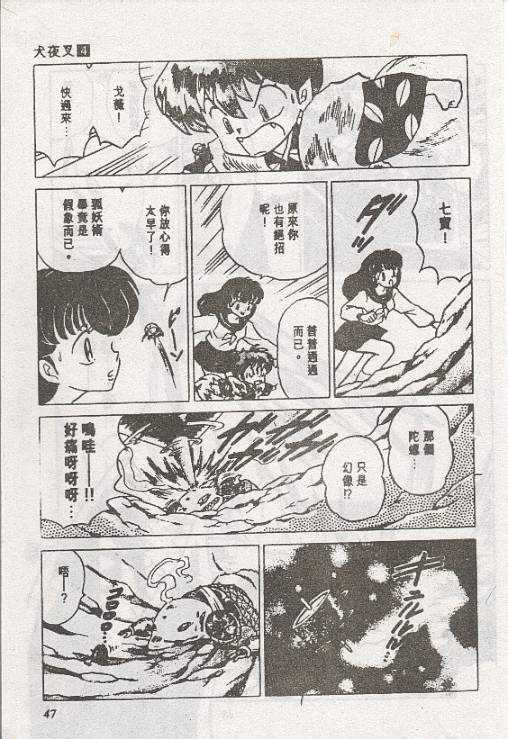 犬夜叉4
戈薇！
快過來…
七寶！
原來你
也有絕招
呢！
普普通通
而已。
你放心得
太早了！
狐妖術
畢竟是
假象而已。
那個
陀螺…
只是
幻像!?
嗚哇——!!
好痛呀呀呀…
唔—?
47